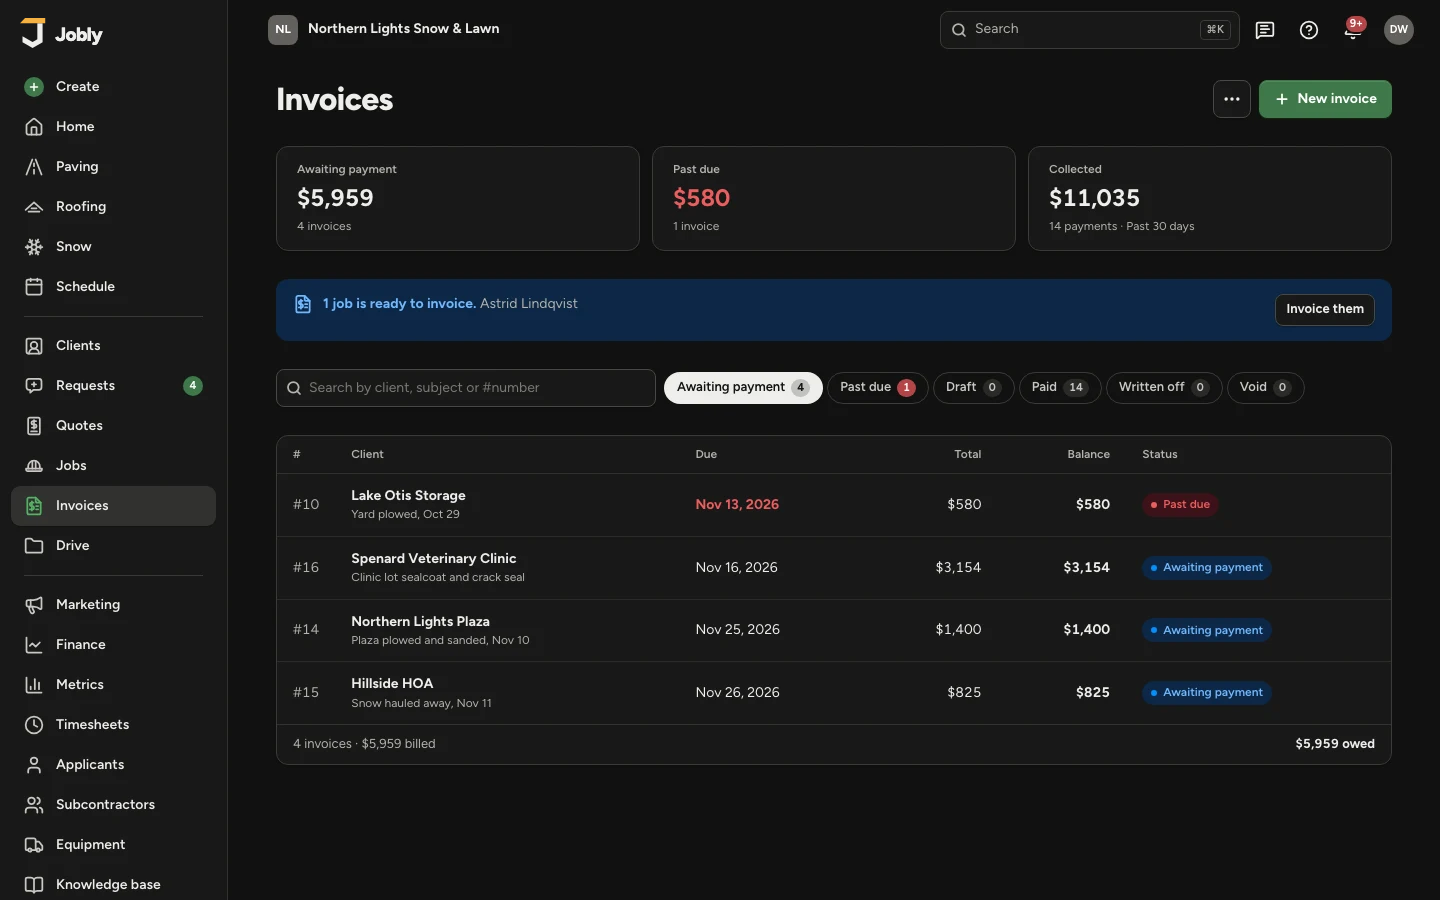 Jobly
NL
Northern Lights Snow & Lawn
Search
⌘K
9+
DW
Create
Home
Paving
Roofing
Snow
Schedule
Clients
Requests 4
Quotes
Jobs
Invoices
Drive
Marketing
Finance
Metrics
Timesheets
Applicants
Subcontractors
Equipment
Knowledge base
Invoices
New invoice
Awaiting payment
$5,959
4 invoices
Past due
$580
1 invoice
Collected
$11,035
14 payments · Past 30 days
1 job is ready to invoice. Astrid Lindqvist
Invoice them
Search by client, subject or #number
Awaiting payment 4
Past due 1
Draft 0
Paid 14
Written off 0
Void 0
# Client Due Total Balance Status
#10 Lake Otis Storage Nov 13, 2026 $580 $580 Past due
Yard plowed, Oct 29
#16 Spenard Veterinary Clinic Nov 16, 2026 $3,154 $3,154 Awaiting payment
Clinic lot sealcoat and crack seal
#14 Northern Lights Plaza Nov 25, 2026 $1,400 $1,400 Awaiting payment
Plaza plowed and sanded, Nov 10
#15 Hillside HOA Nov 26, 2026 $825 $825 Awaiting payment
Snow hauled away, Nov 11
4 invoices · $5,959 billed
$5,959 owed